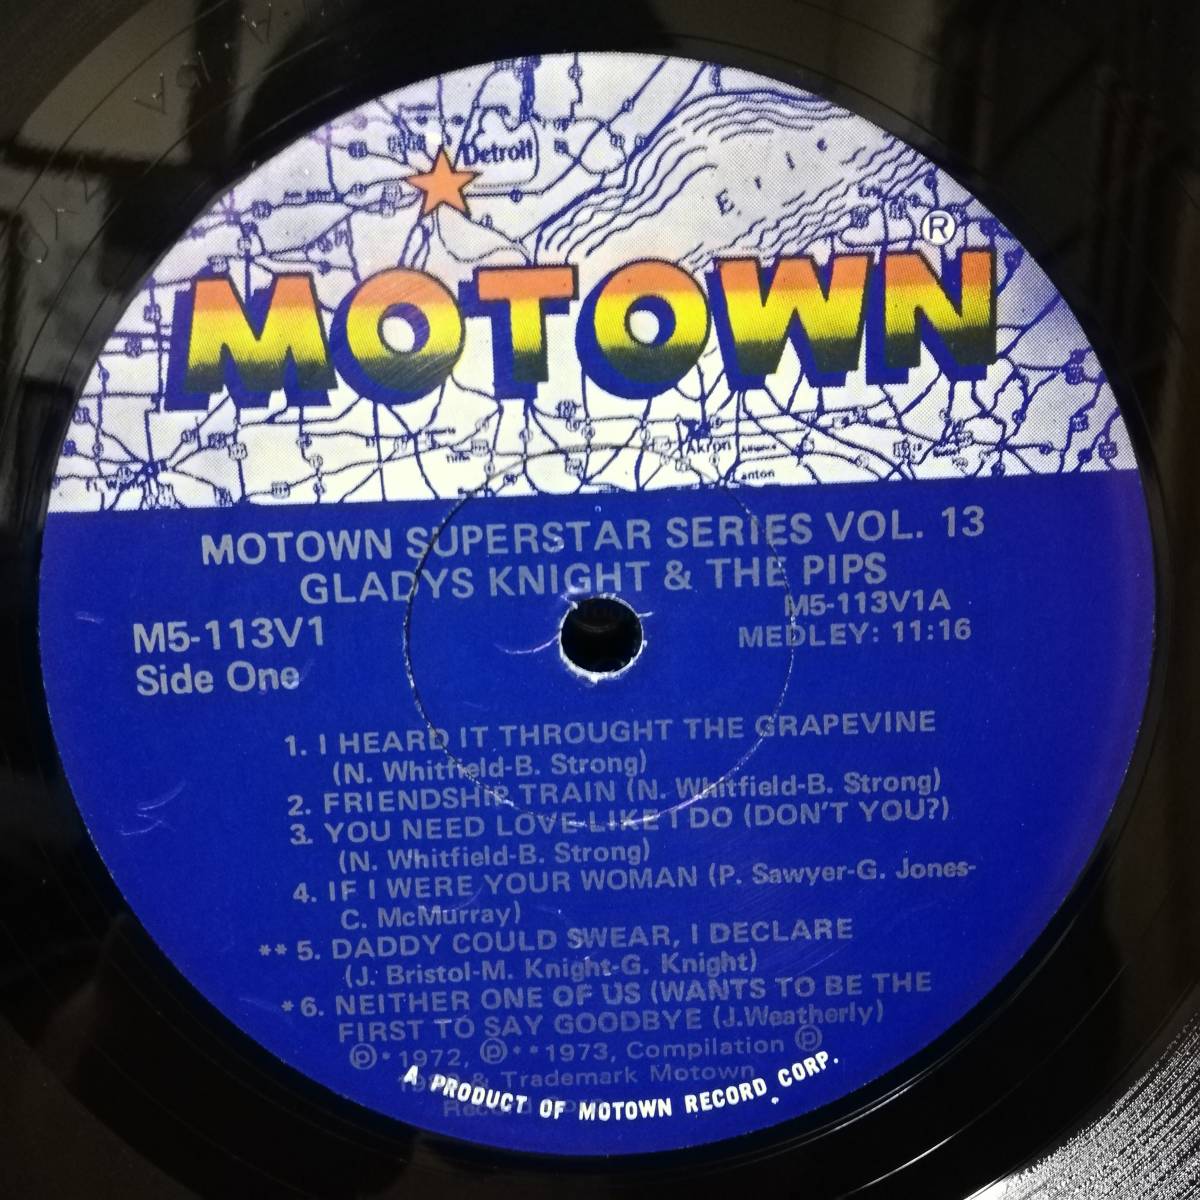 Detroit
Erie
®
MOTOWN
Akron
anton
MOTOWN SUPERSTAR SERIES VOL. 13
GLADYS KNIGHT & THE PIPS
M5-113V1
M5-113V1A
Side One
MEDLEY: 11:16
1. I HEARD IT THROUGHT THE GRAPEVINE
(N. Whitfield-B. Strong)
2. FRIENDSHIP TRAIN (N. Whitfield-B. Strong)
3. YOU NEED LOVE LIKE I DO (DON'T YOU?)
(N. Whitfield-B. Strong)
4. IF I WERE YOUR WOMAN (P. Sawyer-G. Jones-
C. McMurray)
** 5. DADDY COULD SWEAR, I DECLARE
(J. Bristol-M. Knight-G. Knight)
* 6. NEITHER ONE OF US (WANTS TO BE THE
FIRST TO SAY GOODBYE (J.Weatherly)
℗ * 1972, ℗ * * 1973, Compilation ℗
& Trademark Motown
Record Corp.
A PRODUCT OF MOTOWN RECORD CORP.